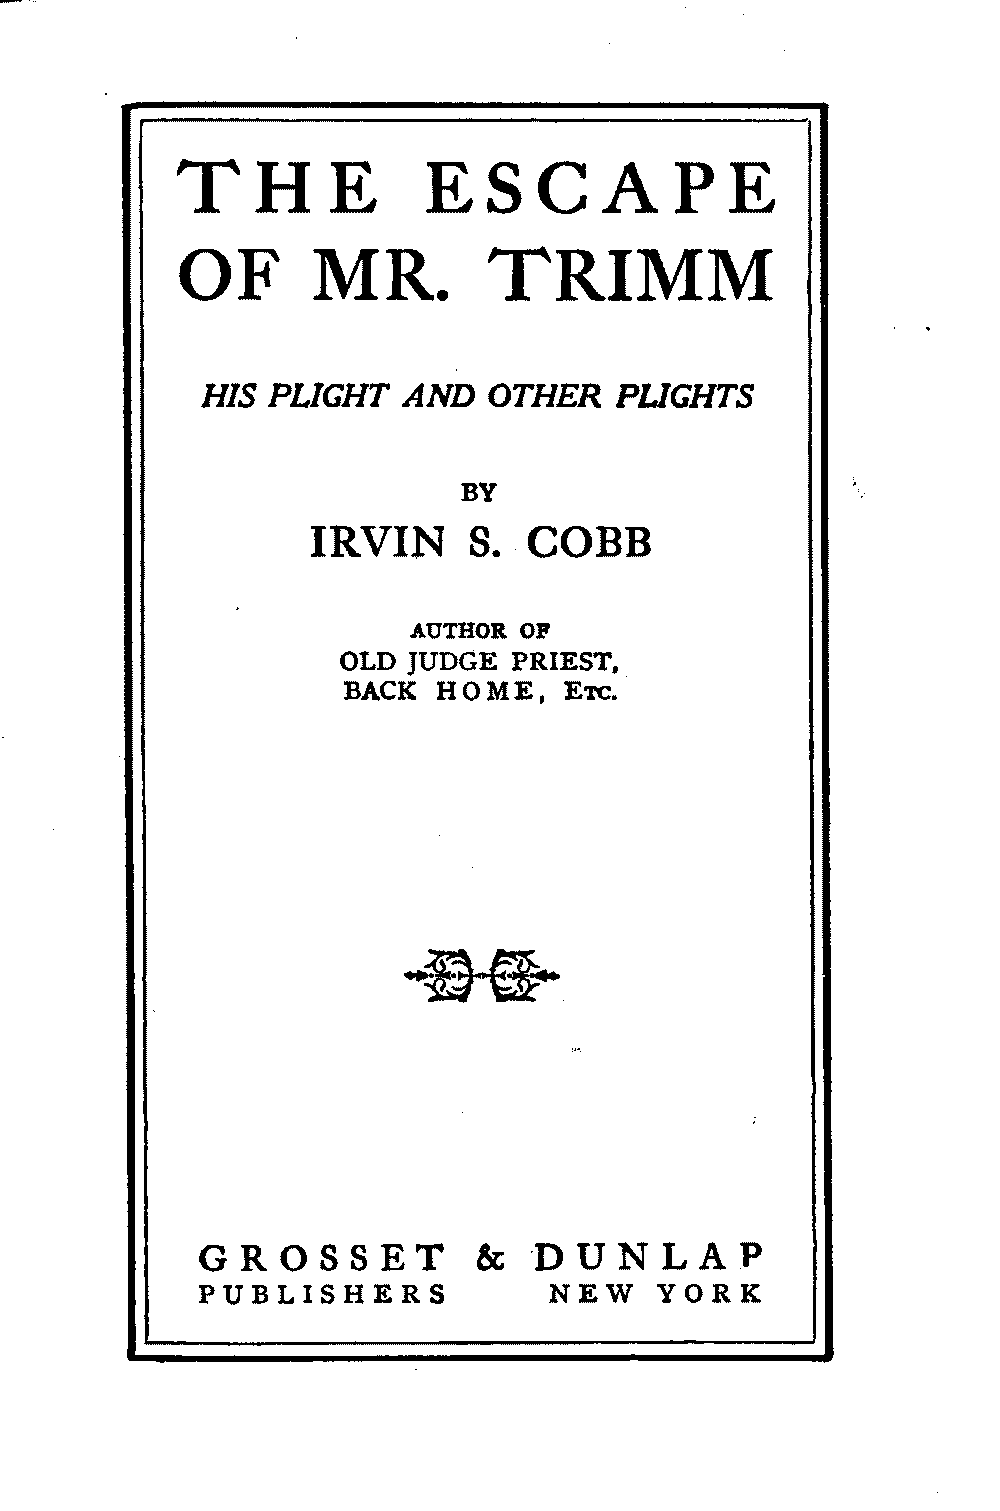 THE ESCAPE
OF MR. TRIMM
HIS PLIGHT AND OTHER PLIGHTS
BY
IRVIN S. COBB
AUTHOR OF
OLD JUDGE PRIEST,
BACK HOME, ETC.
GROSSET & DUNLAP
PUBLISHERS NEW YORK